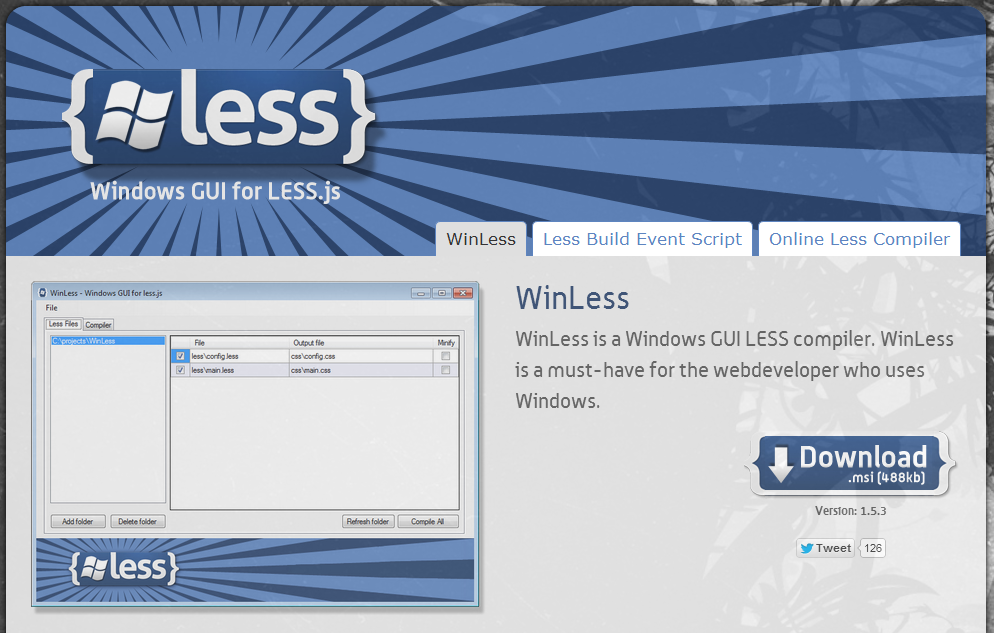 {less}
Windows GUI for LESS.js
WinLess
Less Build Event Script
Online Less Compiler
WinLess - Windows GUI for less.js
File
Less Files
Compiler
C:\projects\WinLess
File Output file Minify
less\config.less css\config.css
less\main.less css\main.css
Add folder
Delete folder
Refresh folder
Compile All
{less}
WinLess
WinLess is a Windows GUI LESS compiler. WinLess
is a must-have for the webdeveloper who uses
Windows.
{Download
.msi (488kb)}
Version: 1.5.3
Tweet 126